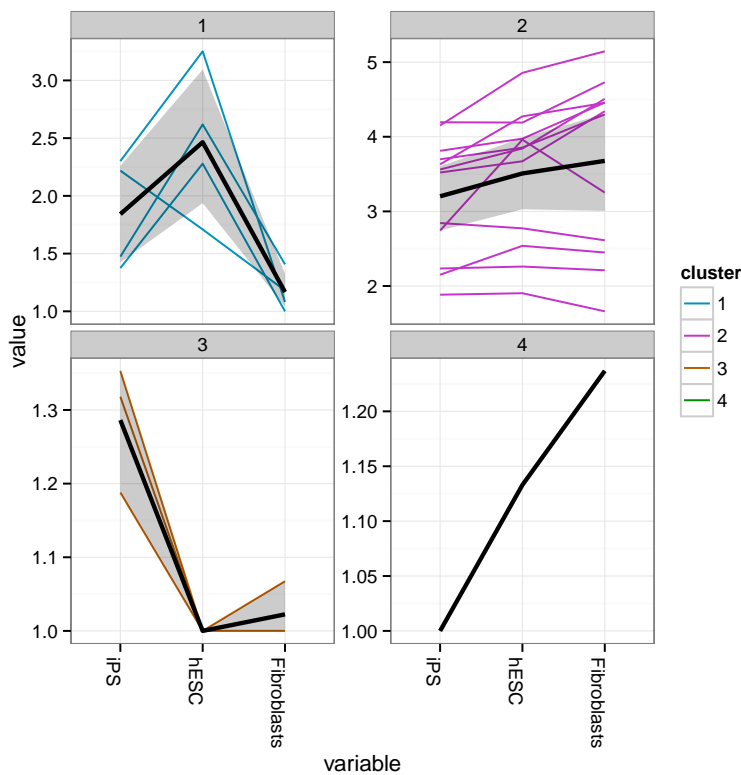 1
2
3.0
2.5
2.0
1.5
1.0
5
4
3
2
value
3
4
1.3
1.2
1.1
1.0
1.20
1.15
1.10
1.05
1.00
iPS
hESC
Fibroblasts
iPS
hESC
Fibroblasts
variable
cluster
1
2
3
4